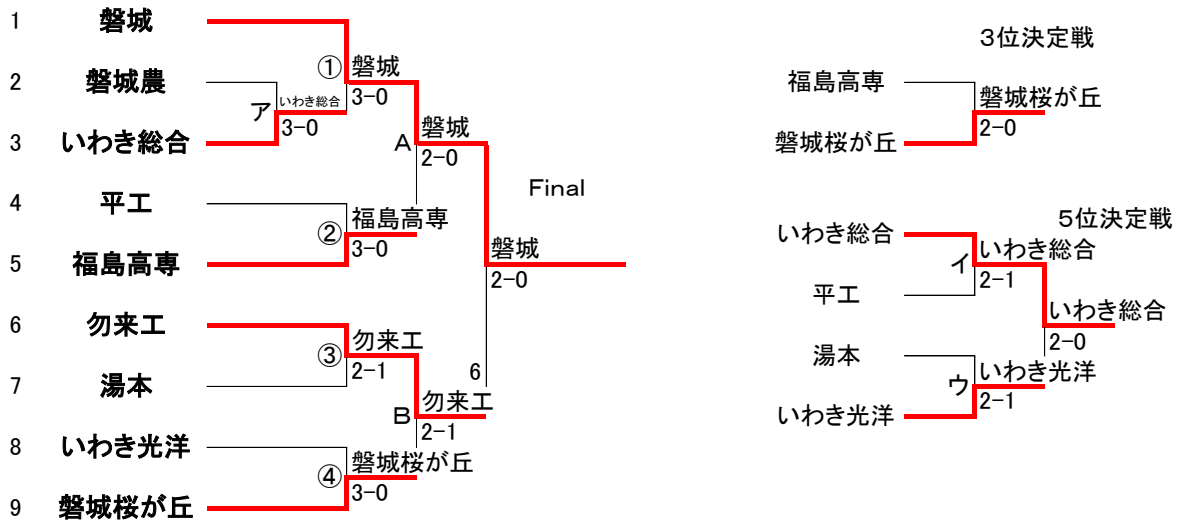 1 磐城
2 磐城農
3 いわき総合
4 平工
5 福島高専
6 勿来工
7 湯本
8 いわき光洋
9 磐城桜が丘
ア
いわき総合
3-0
① 磐城
3-0
② 福島高専
3-0
③ 勿来工
2-1
④ 磐城桜が丘
3-0
A 磐城
2-0
B 勿来工
2-1
6
Final
磐城
2-0
3位決定戦
福島高専
磐城桜が丘
磐城桜が丘
2-0
5位決定戦
いわき総合
平工
湯本
いわき光洋
イ いわき総合
2-1
ウ いわき光洋
2-1
いわき総合
2-0